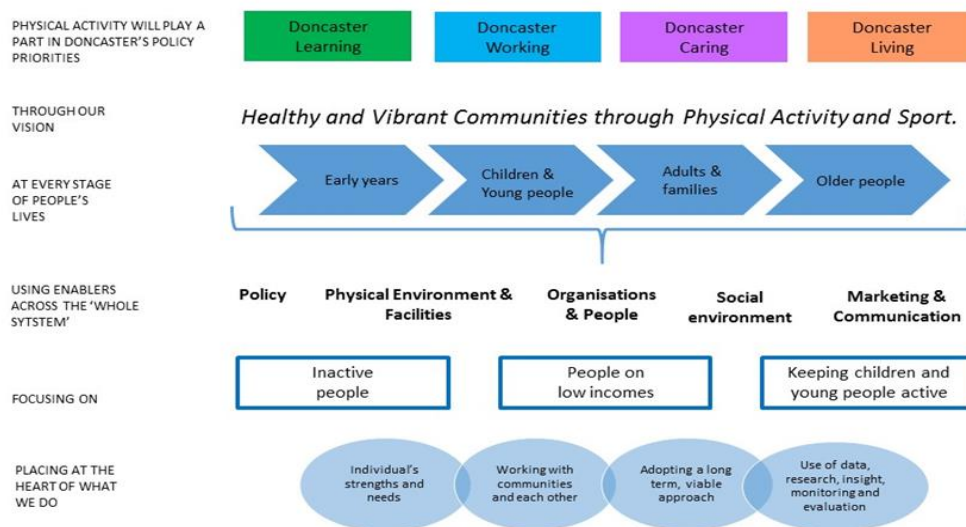 PHYSICAL ACTIVITY WILL PLAY A
PART IN DONCASTER'S POLICY
PRIORITIES
Doncaster
Learning
Doncaster
Working
Doncaster
Caring
Doncaster
Living
THROUGH OUR
VISION
Healthy and Vibrant Communities through Physical Activity and Sport.
AT EVERY STAGE
OF PEOPLE'S
LIVES
Early years
Children &
Young people
Adults &
families
Older people
USING ENABLERS
ACROSS THE 'WHOLE
SYTSTEM'
Policy
Physical Environment &
Facilities
Organisations
& People
Social
environment
Marketing &
Communication
FOCUSING ON
Inactive
people
People on
low incomes
Keeping children and
young people active
PLACING AT THE
HEART OF WHAT
WE DO
Individual's
strengths and
needs
Working with
communities
and each other
Adopting a long
term, viable
approach
Use of data,
research, insight,
monitoring and
evaluation